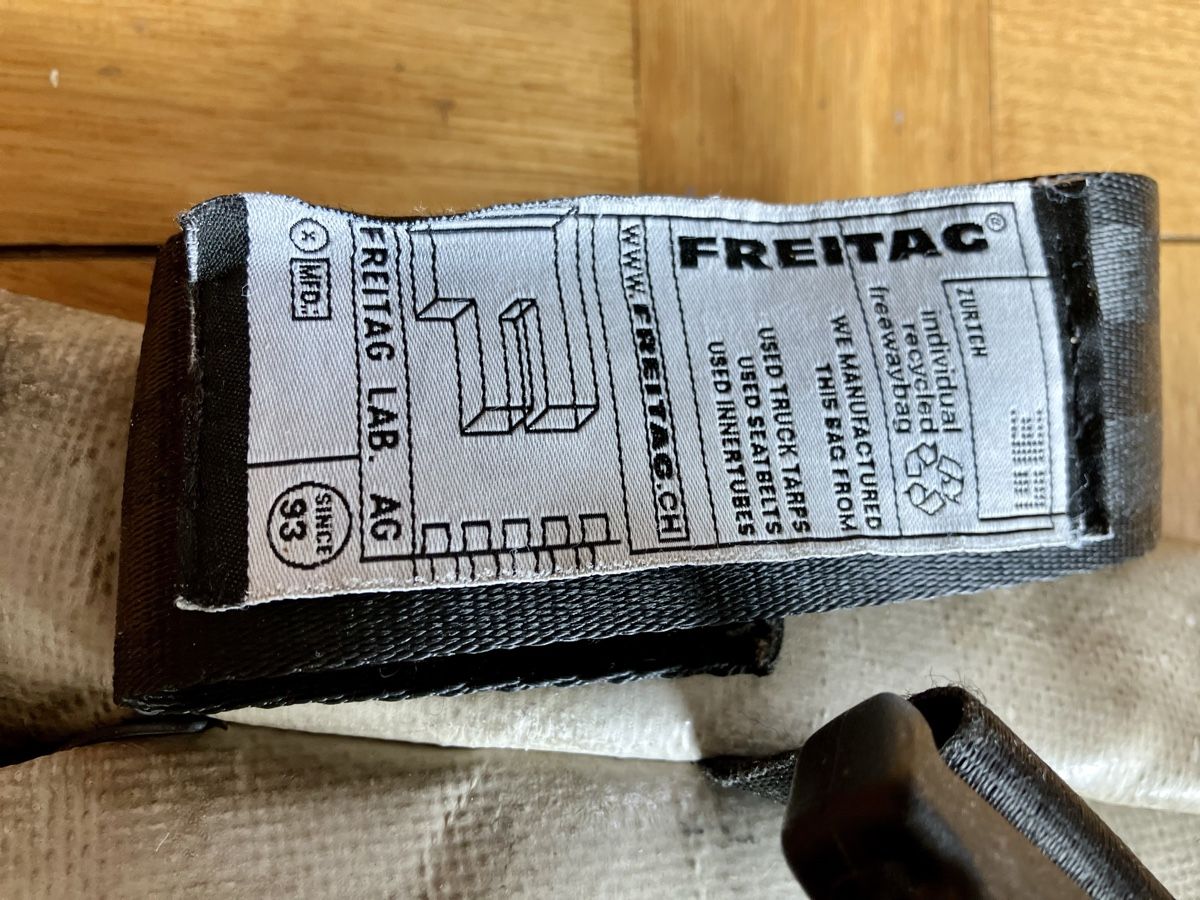 FREITAG®
ZURICH
individual
recycled
freewaybag
WE MANUFACTURED
THIS BAG FROM
USED TRUCK TARPS
USED SEATBELTS
USED INNERTUBES
WWW.FREITAG.CH
FREITAG LAB. AG
MFD.
SINCE
93